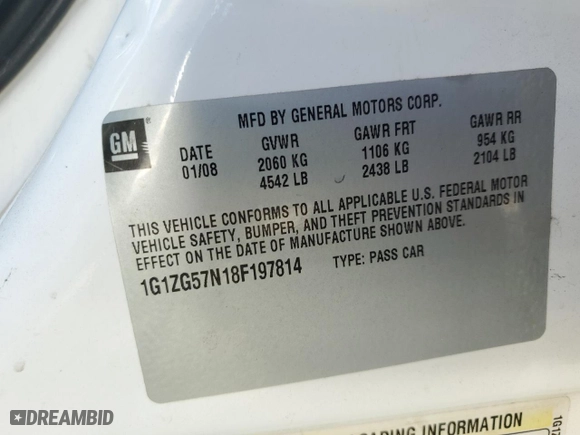 MFD BY GENERAL MOTORS CORP.
GM
DATE GVWR GAWR FRT GAWR RR
01/08 2060 KG 1106 KG 954 KG
4542 LB 2438 LB 2104 LB
THIS VEHICLE CONFORMS TO ALL APPLICABLE U.S. FEDERAL MOTOR
VEHICLE SAFETY, BUMPER, AND THEFT PREVENTION STANDARDS IN
EFFECT ON THE DATE OF MANUFACTURE SHOWN ABOVE.
1G1ZG57N18F197814 TYPE: PASS CAR
INFORMATION
DREAMBID